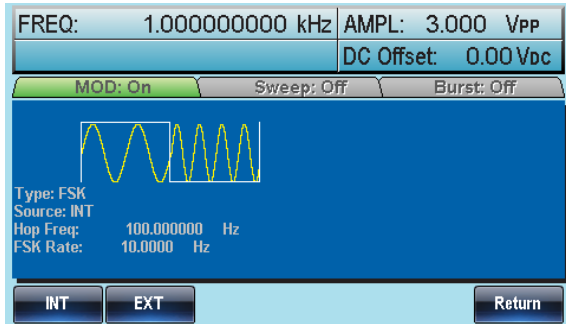 FREQ: 1.000000000 kHz AMPL: 3.000 VPP
DC Offset: 0.00 VDC
MOD: On Sweep: Off Burst: Off
Type: FSK
Source: INT
Hop Freq: 100.000000 Hz
FSK Rate: 10.0000 Hz
INT EXT Return